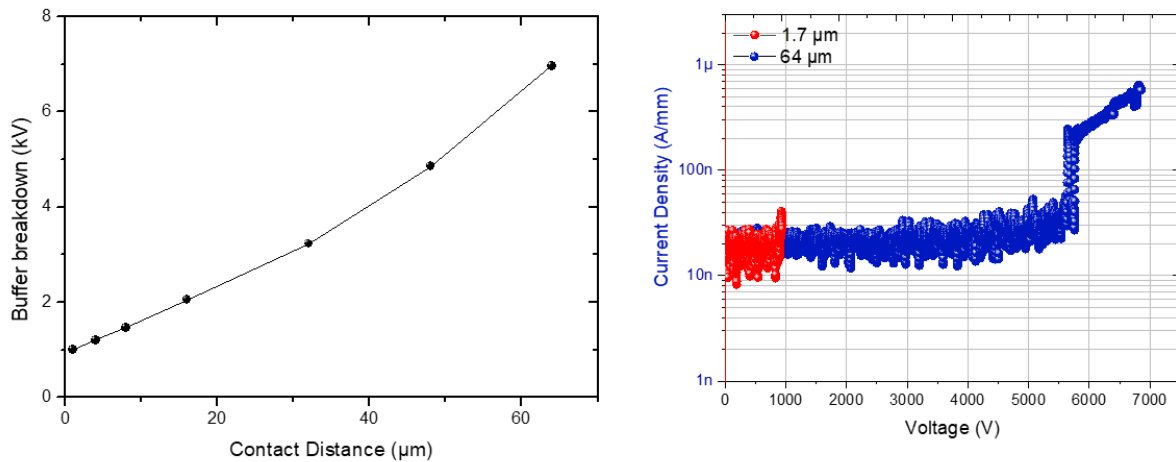 8
6
4
2
0
Buffer breakdown (kV)
0
20
40
60
Contact Distance (µm)
1.7 µm
64 µm
1µ
100n
10n
1n
Current Density (A/mm)
0
1000
2000
3000
4000
5000
6000
7000
Voltage (V)